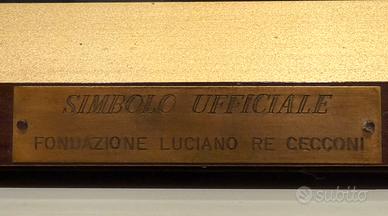 SIMBOLO UFFICIALE
FONDAZIONE LUCIANO RE CECCONI
subito